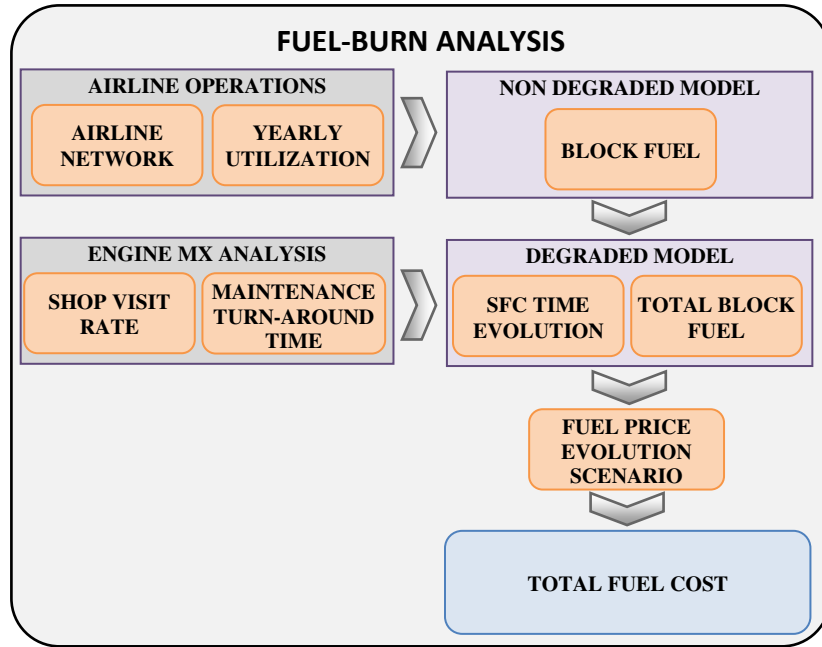 FUEL-BURN ANALYSIS
AIRLINE OPERATIONS
AIRLINE
NETWORK
YEARLY
UTILIZATION
NON DEGRADED MODEL
BLOCK FUEL
ENGINE MX ANALYSIS
SHOP VISIT
RATE
MAINTENANCE
TURN-AROUND
TIME
DEGRADED MODEL
SFC TIME
EVOLUTION
TOTAL BLOCK
FUEL
FUEL PRICE
EVOLUTION
SCENARIO
TOTAL FUEL COST